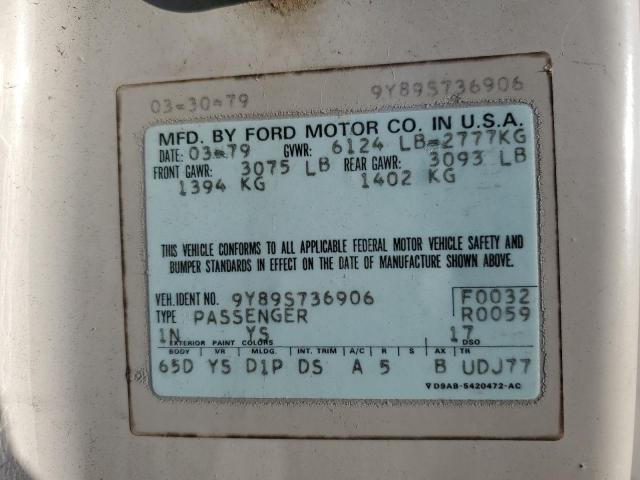 03-30-79 9Y89S736906
MFD. BY FORD MOTOR CO. IN U.S.A.
DATE: 03-79 GVWR: 6124 LB-2777KG
FRONT GAWR: 3075 LB REAR GAWR: 3093 LB
1394 KG 1402 KG
THIS VEHICLE CONFORMS TO ALL APPLICABLE FEDERAL MOTOR VEHICLE SAFETY AND
BUMPER STANDARDS IN EFFECT ON THE DATE OF MANUFACTURE SHOWN ABOVE.
VEH. IDENT NO. 9Y89S736906 F0032
TYPE PASSENGER R0059
1N YS 17
EXTERIOR PAINT COLORS DSO
BODY VR MLDG. INT. TRIM A/C R S AX TR
65D YS D1P DS A 5 B UDJ77
D9AB-5420472-AC